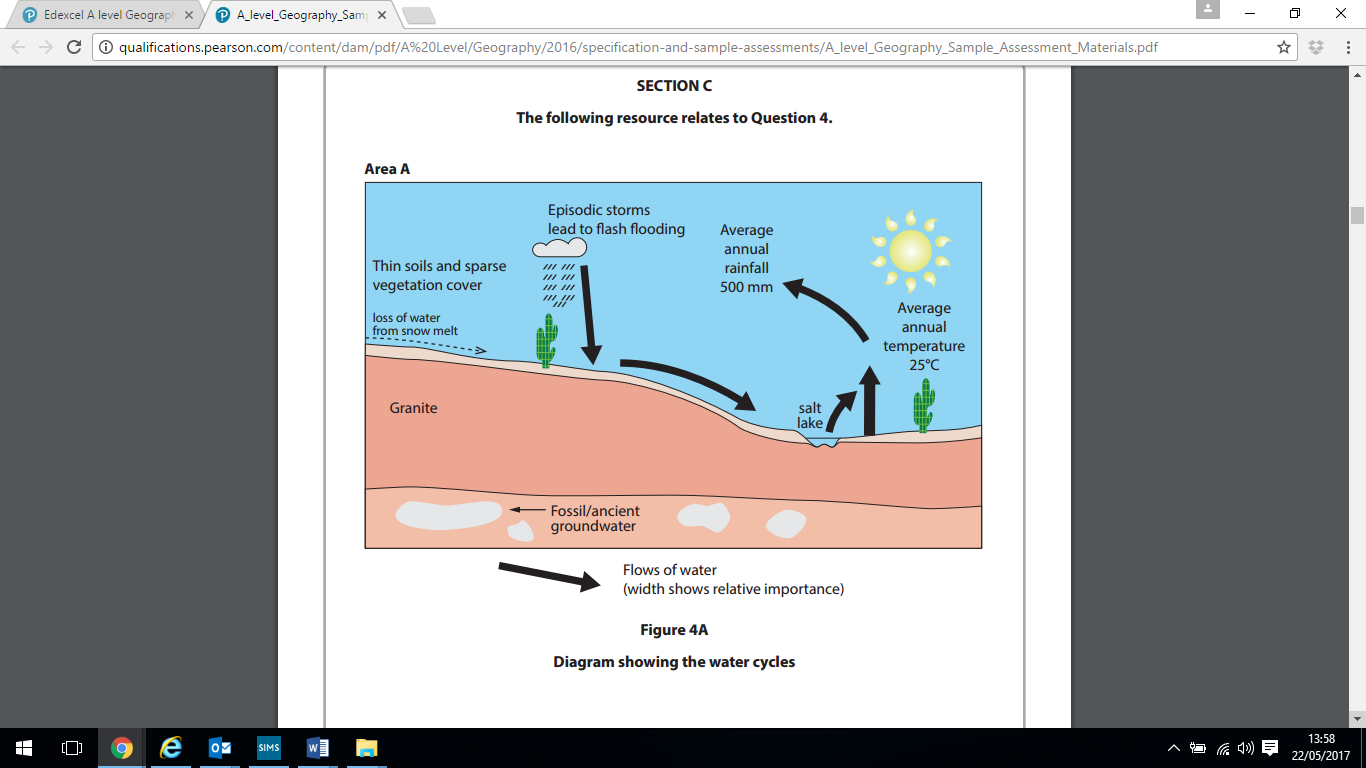 Edexcel A level Geograph
A_level_Geography_Sam
qualifications.pearson.com/content/dam/pdf/A%20Level/Geography/2016/specification-and-sample-assessments/A_level_Geography_Sample_Assessment_Materials.pdf
SECTION C
The following resource relates to Question 4.
Area A
Episodic storms
lead to flash flooding
Average
annual
rainfall
500 mm
Thin soils and sparse
vegetation cover
loss of water
from snow melt
Average
annual
temperature
25°C
Granite
salt
lake
Fossil/ancient
groundwater
Flows of water
(width shows relative importance)
Figure 4A
Diagram showing the water cycles
SIMS
13:58
22/05/2017